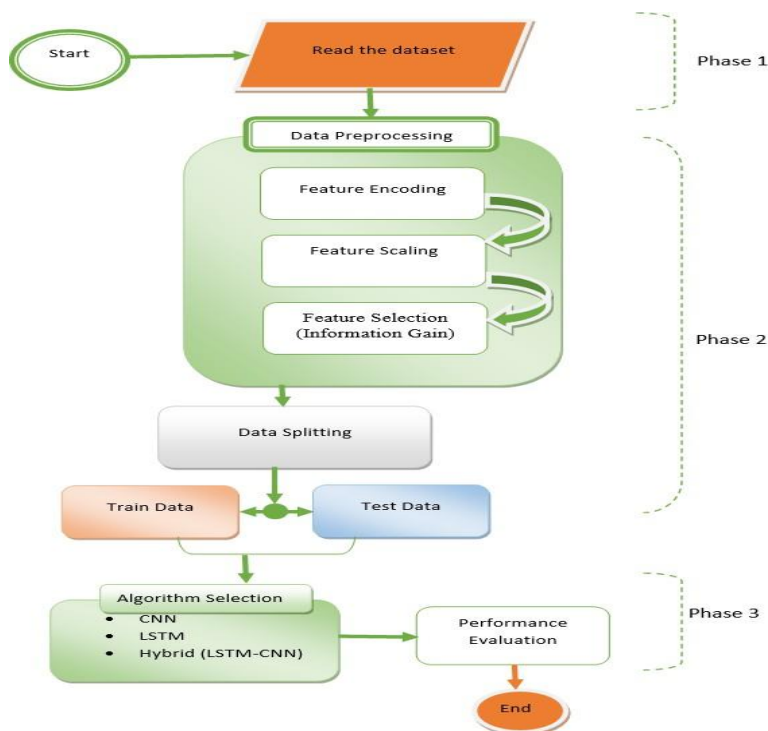 Start
Read the dataset
Phase 1
Data Preprocessing
Feature Encoding
Feature Scaling
Feature Selection
(Information Gain)
Phase 2
Data Splitting
Train Data
Test Data
Algorithm Selection
• CNN
• LSTM
• Hybrid (LSTM-CNN)
Performance
Evaluation
Phase 3
End